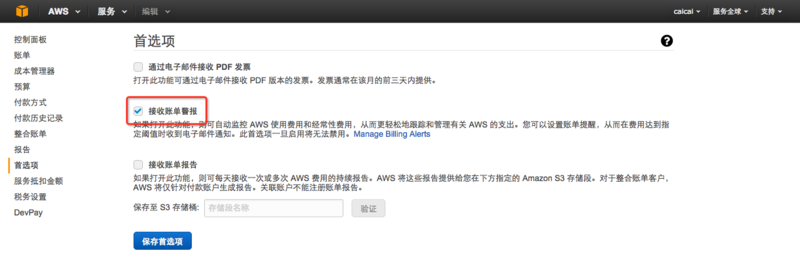 AWS 服务 编辑 caicai 服务全球 支持
控制面板
账单
成本管理器
预算
付款方式
付款历史记录
整合账单
报告
首选项
服务抵扣金额
税务设置
DevPay
首选项
通过电子邮件接收 PDF 发票
打开此功能可通过电子邮件接收 PDF 版本的发票。发票通常在该月的前三天内提供。
接收账单警报
如果打开此功能，则可自动监控 AWS 使用费用和经常性费用，从而更轻松地跟踪和管理有关 AWS 的支出。您可以设置账单提醒，从而在费用达到指
定阈值时收到电子邮件通知。此首选项一旦启用将无法禁用。Manage Billing Alerts
接收账单报告
如果打开此功能，则可每天接收一次或多次 AWS 费用的持续报告。AWS 将这些报告提供给您在下方指定的 Amazon S3 存储段。对于整合账单客户，
AWS 将仅针对付款账户生成报告。关联账户不能注册账单报告。
保存至 S3 存储桶: 存储段名称 验证
保存首选项